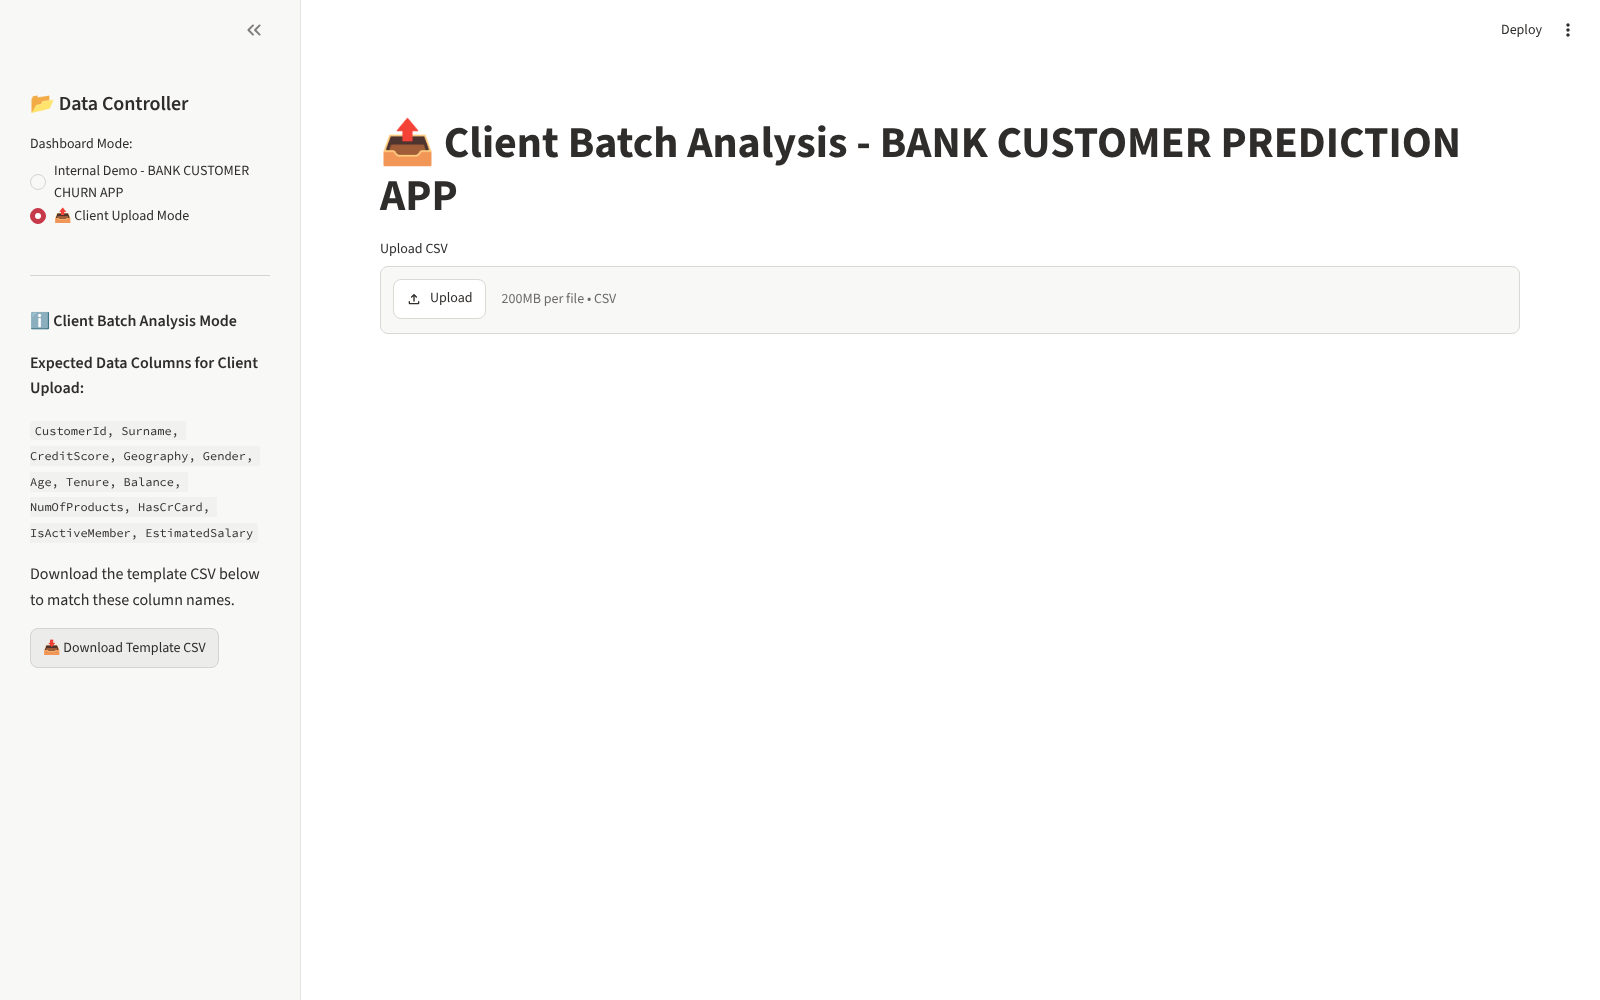 Deploy
📂 Data Controller
Dashboard Mode:
Internal Demo - BANK CUSTOMER
CHURN APP
📤 Client Upload Mode
ℹ️ Client Batch Analysis Mode
Expected Data Columns for Client
Upload:
CustomerId, Surname,
CreditScore, Geography, Gender,
Age, Tenure, Balance,
NumOfProducts, HasCrCard,
IsActiveMember, EstimatedSalary
Download the template CSV below
to match these column names.
📥 Download Template CSV
📤 Client Batch Analysis - BANK CUSTOMER PREDICTION
APP
Upload CSV
Upload
200MB per file • CSV